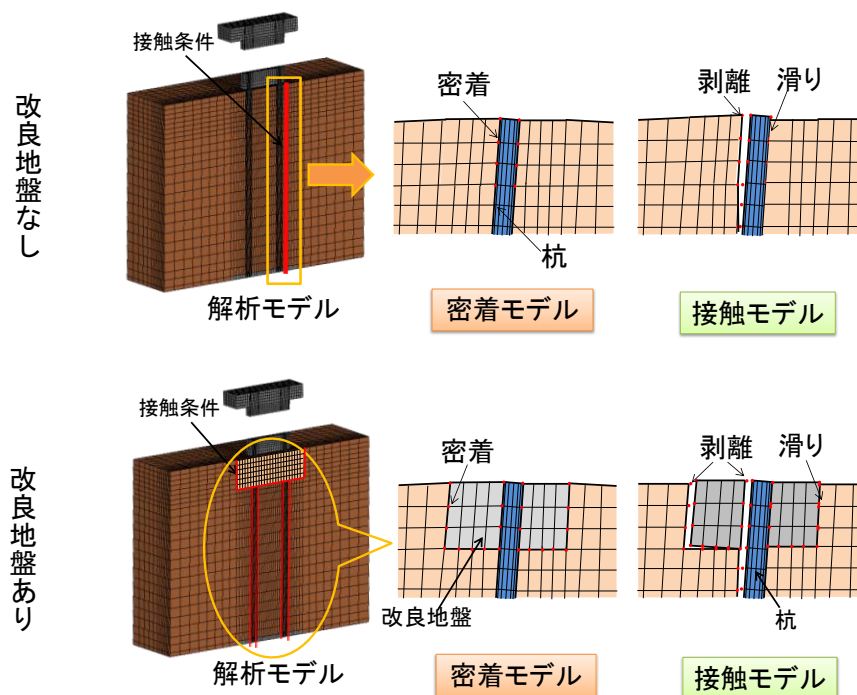 改良地盤なし
接触条件
解析モデル
密着
杭
密着モデル
剥離
滑り
接触モデル
改良地盤あり
接触条件
解析モデル
密着
改良地盤
密着モデル
剥離
滑り
杭
接触モデル